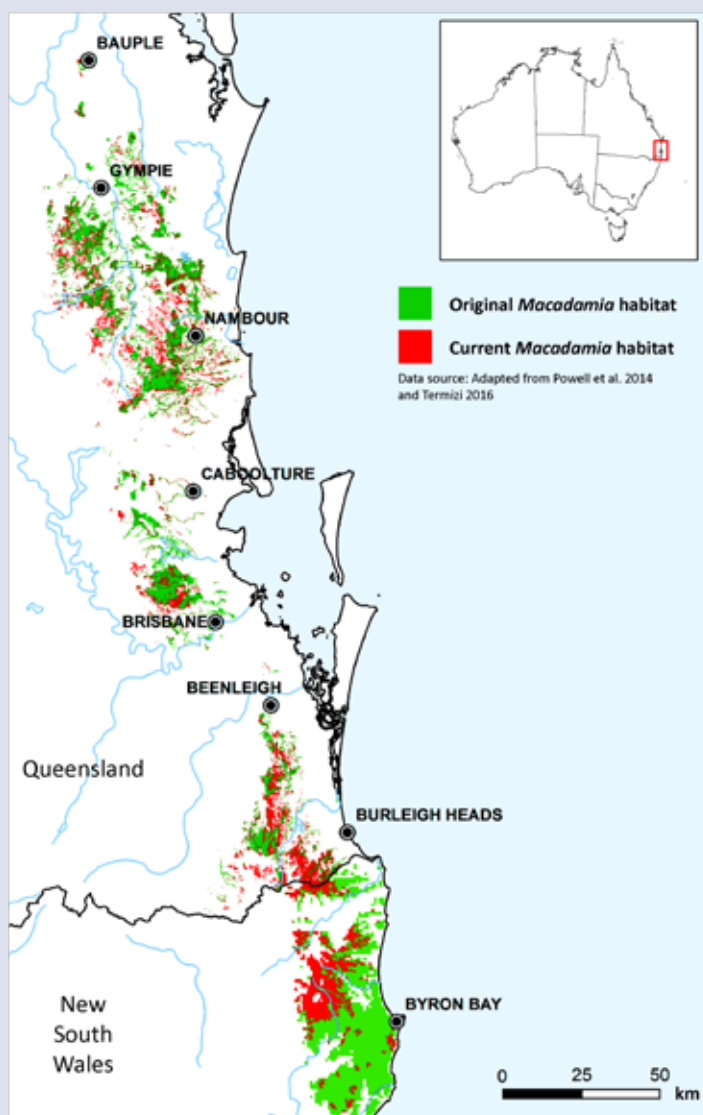 BAUPLE
GYMPIE
Original Macadamia habitat
NAMBOUR
Current Macadamia habitat
Data source: Adapted from Powell et al. 2014
and Termizi 2016
CABOOLTURE
BRISBANE
BEENLEIGH
Queensland
BURLEIGH HEADS
New
South
Wales
BYRON BAY
0 25 50
km